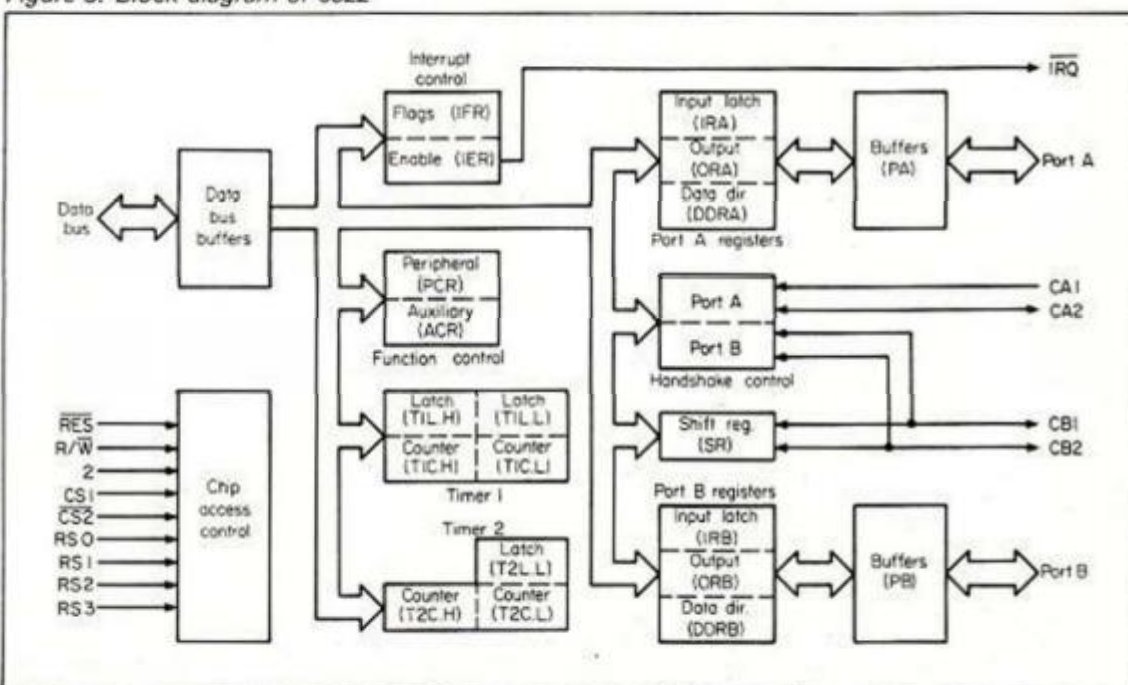 Interrupt
control
Flags (IFR)
Enable (IER)
IRQ
Data
bus
Data
bus
buffers
Input latch
(IRA)
Output
(ORA)
Data dir.
(DDRA)
Port A registers
Buffers
(PA)
Port A
Peripheral
(PCR)
Auxiliary
(ACR)
Function control
Port A
Port B
Handshake control
CA1
CA2
RES
R/W
2
CS1
CS2
RS0
RS1
RS2
RS3
Chip
access
control
Latch
(T1L.H)
Latch
(T1L.L)
Counter
(T1C.H)
Counter
(T1C.L)
Timer 1
Shift reg.
(SR)
CB1
CB2
Timer 2
Latch
(T2L.L)
Counter
(T2C.H)
Counter
(T2C.L)
Port B registers
Input latch
(IRB)
Output
(ORB)
Data dir.
(DDRB)
Buffers
(PB)
Port B